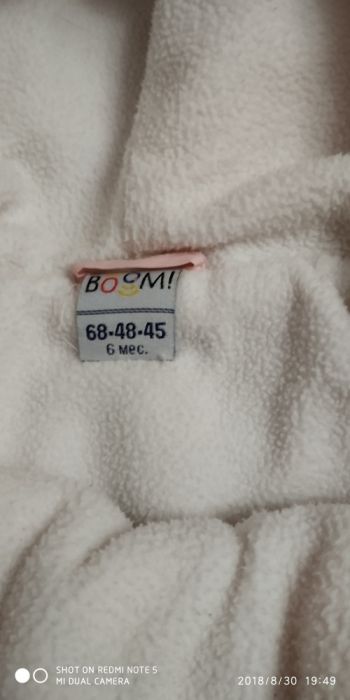 BOOM!
68-48-45
6 мес.
SHOT ON REDMI NOTE 5
MI DUAL CAMERA
2018/8/30 19:49